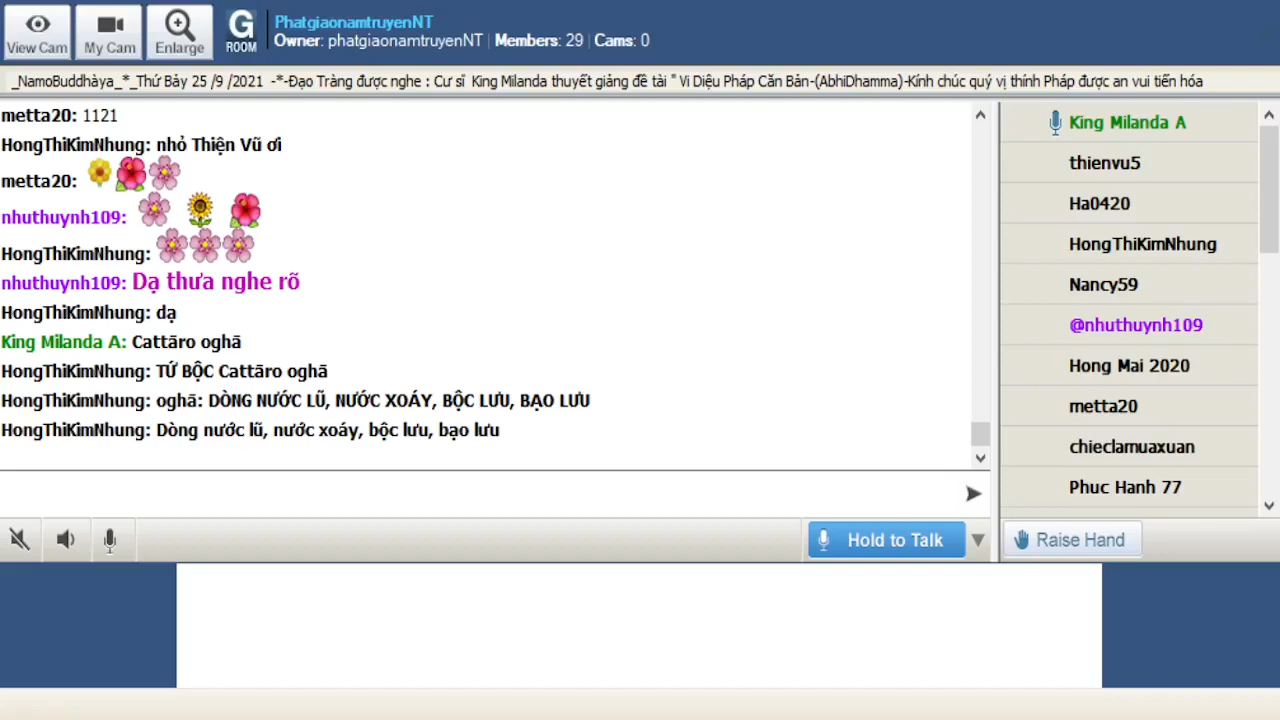 View Cam
My Cam
Enlarge
G
ROOM
PhatgiaonamtruyenNT
Owner: phatgiaonamtruyenNT | Members: 29 | Cams: 0
_NamoBuddhàya_*_Thứ Bảy 25 /9 /2021 -*-Đạo Tràng được nghe : Cư sĩ King Milanda thuyết giảng đề tài " Vi Diệu Pháp Căn Bản-(AbhiDhamma)-Kính chúc quý vị thính Pháp được an vui tiến hóa
metta20: 1121
HongThiKimNhung: nhỏ Thiện Vũ ơi
metta20:
nhuthuynh109:
HongThiKimNhung:
nhuthuynh109: Dạ thưa nghe rõ
HongThiKimNhung: dạ
King Milanda A: Cattāro oghā
HongThiKimNhung: TỨ BỘC Cattāro oghā
HongThiKimNhung: oghā: DÒNG NƯỚC LŨ, NƯỚC XOÁY, BỘC LƯU, BẠO LƯU
HongThiKimNhung: Dòng nước lũ, nước xoáy, bộc lưu, bạo lưu
King Milanda A
thienvu5
Ha0420
HongThiKimNhung
Nancy59
@nhuthuynh109
Hong Mai 2020
metta20
chieclamuaxuan
Phuc Hanh 77
Hold to Talk
Raise Hand